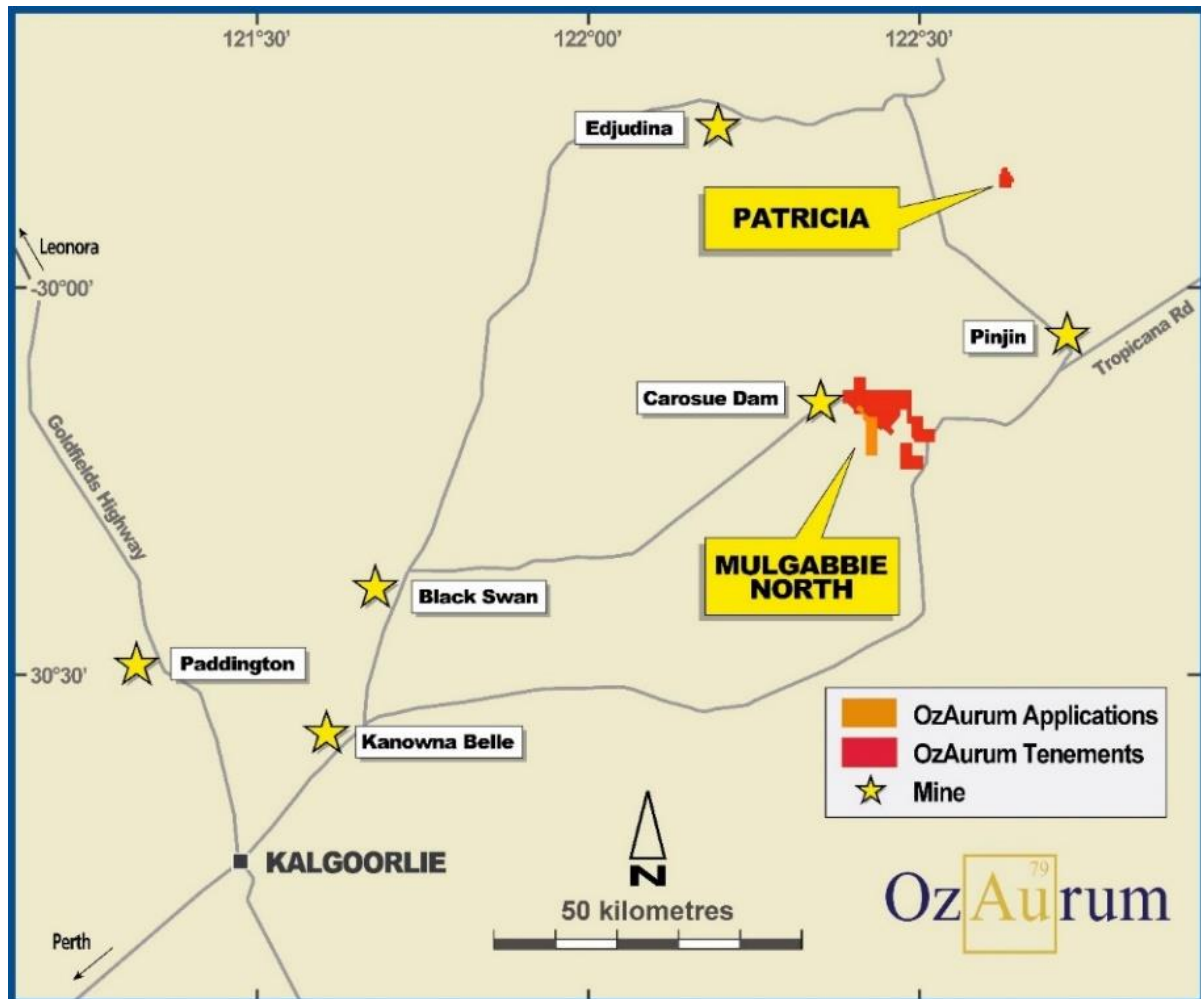 121°30'
122°00'
122°30'
Edjudina
PATRICIA
Leonora
-30°00'
Pinjin
Tropicana Rd
Carosue Dam
Goldfields Highway
MULGABBIE
NORTH
Black Swan
Paddington
30°30'
Kanowna Belle
OzAurum Applications
OzAurum Tenements
Mine
KALGOORLIE
N
50 kilometres
79
OzAurum
Perth